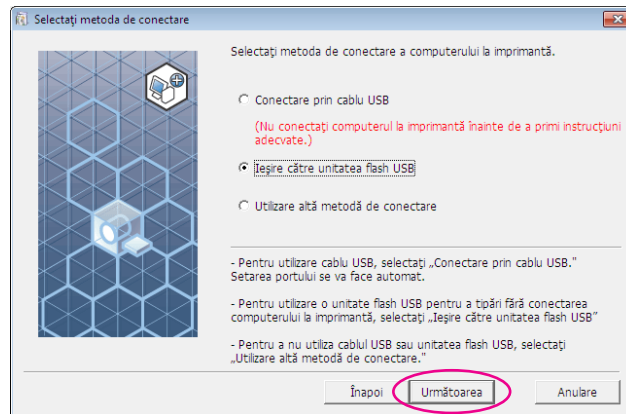 Selectați metoda de conectare
Selectați metoda de conectare a computerului la imprimantă.
Conectare prin cablu USB
(Nu conectați computerul la imprimantă înainte de a primi instrucțiuni
adecvate.)
Ieșire către unitatea flash USB
Utilizare altă metodă de conectare
- Pentru utilizare cablu USB, selectați „Conectare prin cablu USB."
Setarea portului se va face automat.
- Pentru utilizare o unitate flash USB pentru a tipări fără conectarea
computerului la imprimantă, selectați „Ieșire către unitatea flash USB"
- Pentru a nu utiliza cablul USB sau unitatea flash USB, selectați
„Utilizare altă metodă de conectare."
Înapoi
Următoarea
Anulare